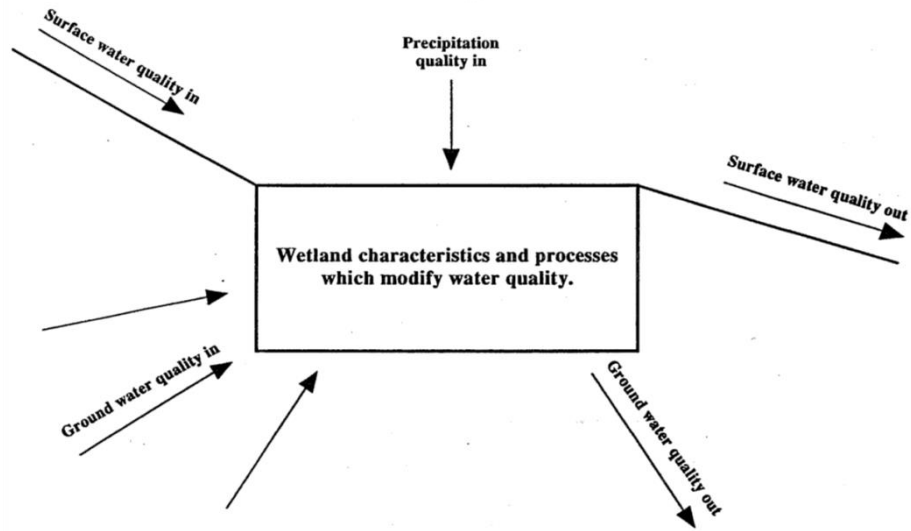 Surface water quality in
Precipitation
quality in
Surface water quality out
Wetland characteristics and processes
which modify water quality.
Ground water quality in
Ground water quality out